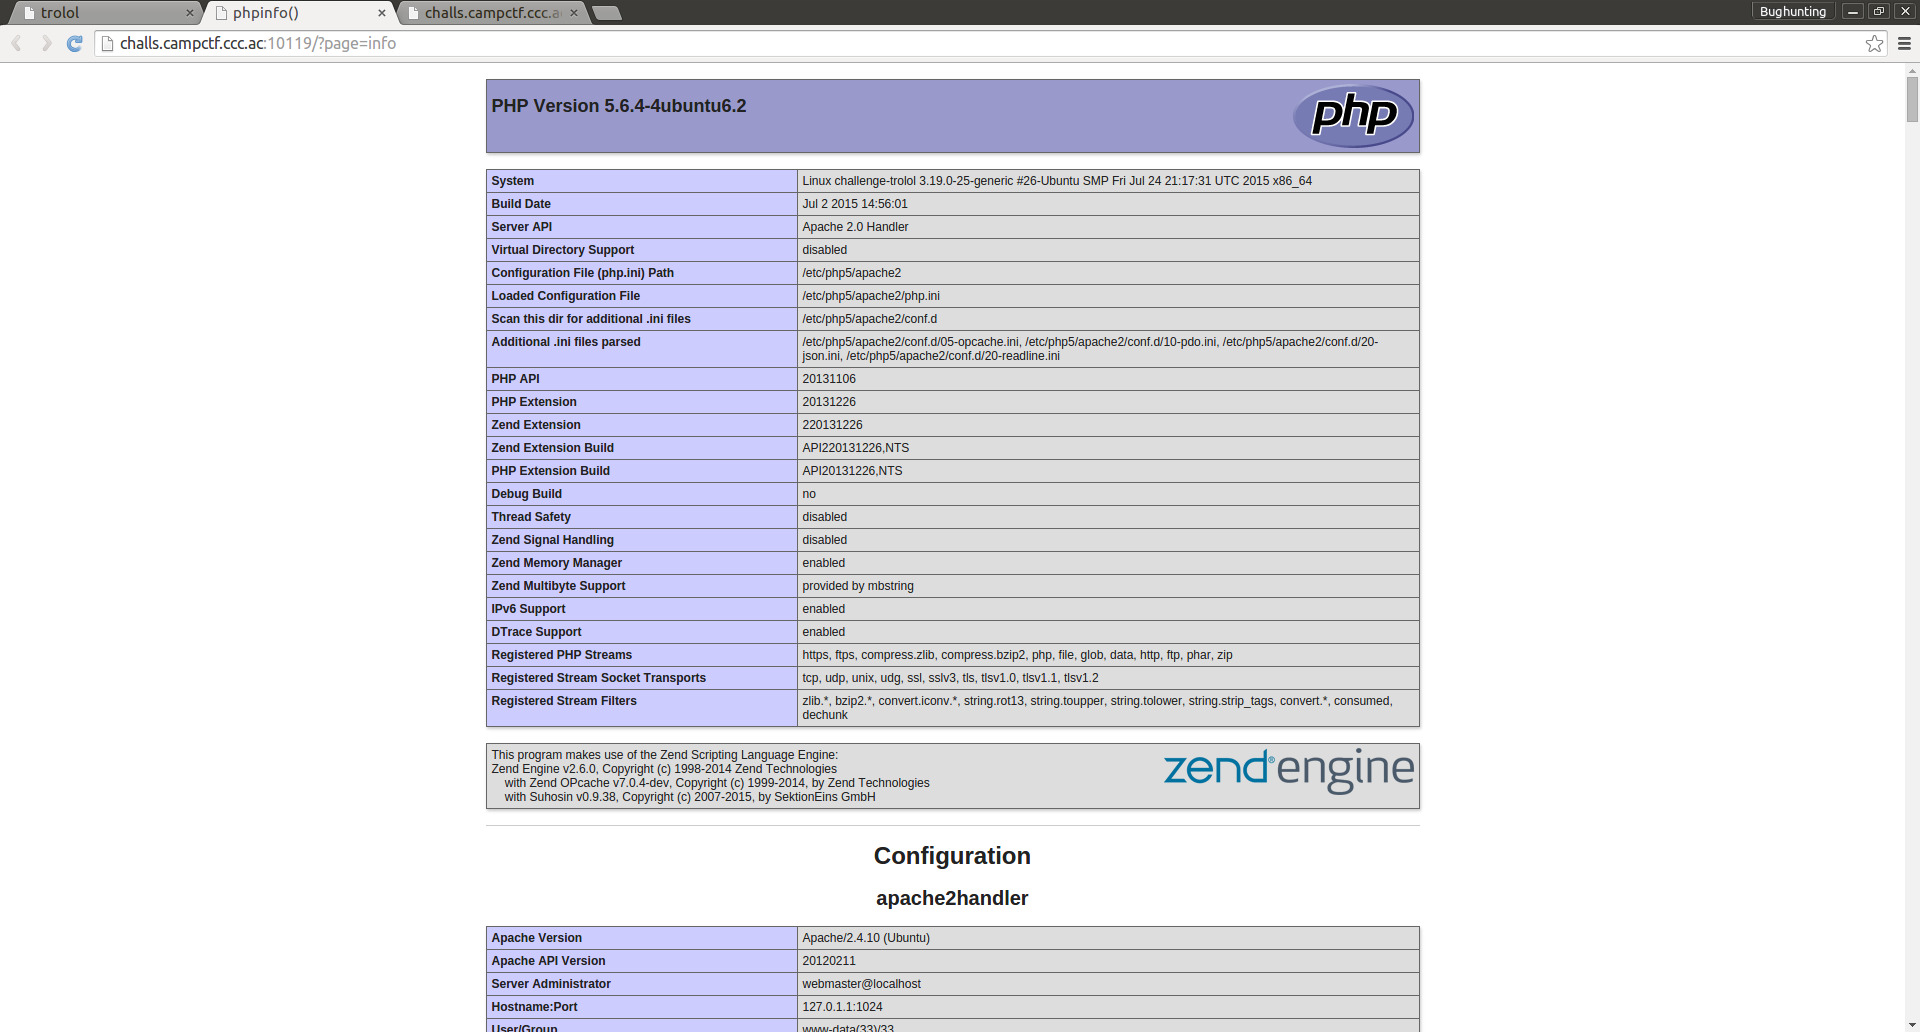 trolol
phpinfo()
challs.campctf.ccc.a
Bughunting
challs.campctf.ccc.ac:10119/?page=info
PHP Version 5.6.4-4ubuntu6.2
php
System Linux challenge-trolol 3.19.0-25-generic #26-Ubuntu SMP Fri Jul 24 21:17:31 UTC 2015 x86_64
Build Date Jul 2 2015 14:56:01
Server API Apache 2.0 Handler
Virtual Directory Support disabled
Configuration File (php.ini) Path /etc/php5/apache2
Loaded Configuration File /etc/php5/apache2/php.ini
Scan this dir for additional .ini files /etc/php5/apache2/conf.d
Additional .ini files parsed /etc/php5/apache2/conf.d/05-opcache.ini, /etc/php5/apache2/conf.d/10-pdo.ini, /etc/php5/apache2/conf.d/20-
json.ini, /etc/php5/apache2/conf.d/20-readline.ini
PHP API 20131106
PHP Extension 20131226
Zend Extension 220131226
Zend Extension Build API220131226,NTS
PHP Extension Build API20131226,NTS
Debug Build no
Thread Safety disabled
Zend Signal Handling disabled
Zend Memory Manager enabled
Zend Multibyte Support provided by mbstring
IPv6 Support enabled
DTrace Support enabled
Registered PHP Streams https, ftps, compress.zlib, compress.bzip2, php, file, glob, data, http, ftp, phar, zip
Registered Stream Socket Transports tcp, udp, unix, udg, ssl, sslv3, tls, tlsv1.0, tlsv1.1, tlsv1.2
Registered Stream Filters zlib.*, bzip2.*, convert.iconv.*, string.rot13, string.toupper, string.tolower, string.strip_tags, convert.*, consumed,
dechunk
This program makes use of the Zend Scripting Language Engine:
Zend Engine v2.6.0, Copyright (c) 1998-2014 Zend Technologies
with Zend OPcache v7.0.4-dev, Copyright (c) 1999-2014, by Zend Technologies
with Suhosin v0.9.38, Copyright (c) 2007-2015, by SektionEins GmbH
zend® engine
Configuration
apache2handler
Apache Version Apache/2.4.10 (Ubuntu)
Apache API Version 20120211
Server Administrator webmaster@localhost
Hostname:Port 127.0.1.1:1024
User/Group www-data(33)/33